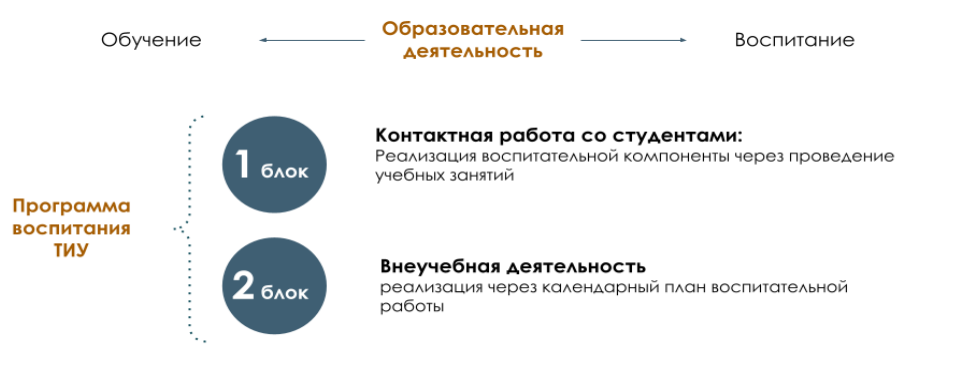 Образовательная
деятельность
Обучение
Воспитание
Программа
воспитания
ТИУ
1 блок
Контактная работа со студентами:
Реализация воспитательной компоненты через проведение
учебных занятий
2 блок
Внеучебная деятельность
реализация через календарный план воспитательной
работы